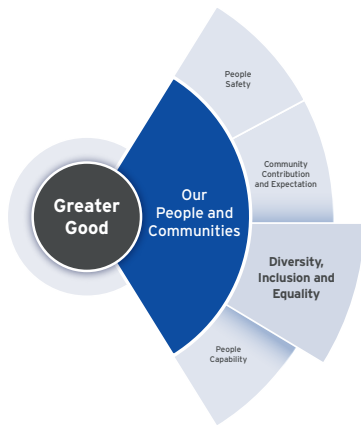 Greater
Good
Our
People and
Communities
People
Safety
Community
Contribution
and Expectation
Diversity,
Inclusion and
Equality
People
Capability